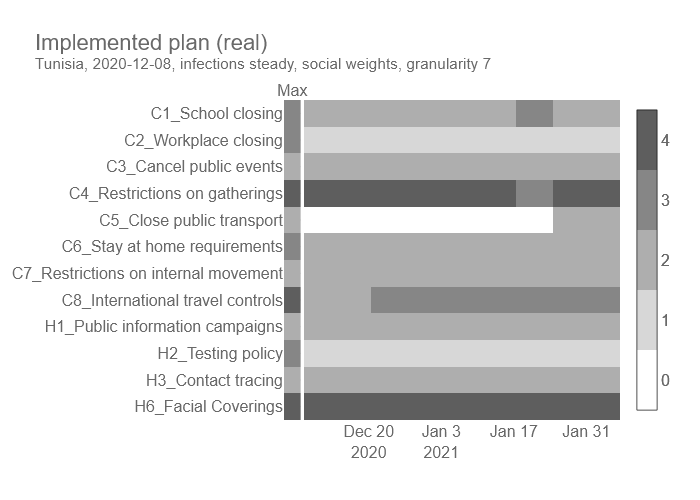 Implemented plan (real)
Tunisia, 2020-12-08, infections steady, social weights, granularity 7
Max
C1_School closing
C2_Workplace closing
C3_Cancel public events
C4_Restrictions on gatherings
C5_Close public transport
C6_Stay at home requirements
C7_Restrictions on internal movement
C8_International travel controls
H1_Public information campaigns
H2_Testing policy
H3_Contact tracing
H6_Facial Coverings
Dec 20 Jan 3 Jan 17 Jan 31
2020 2021
4
3
2
1
0